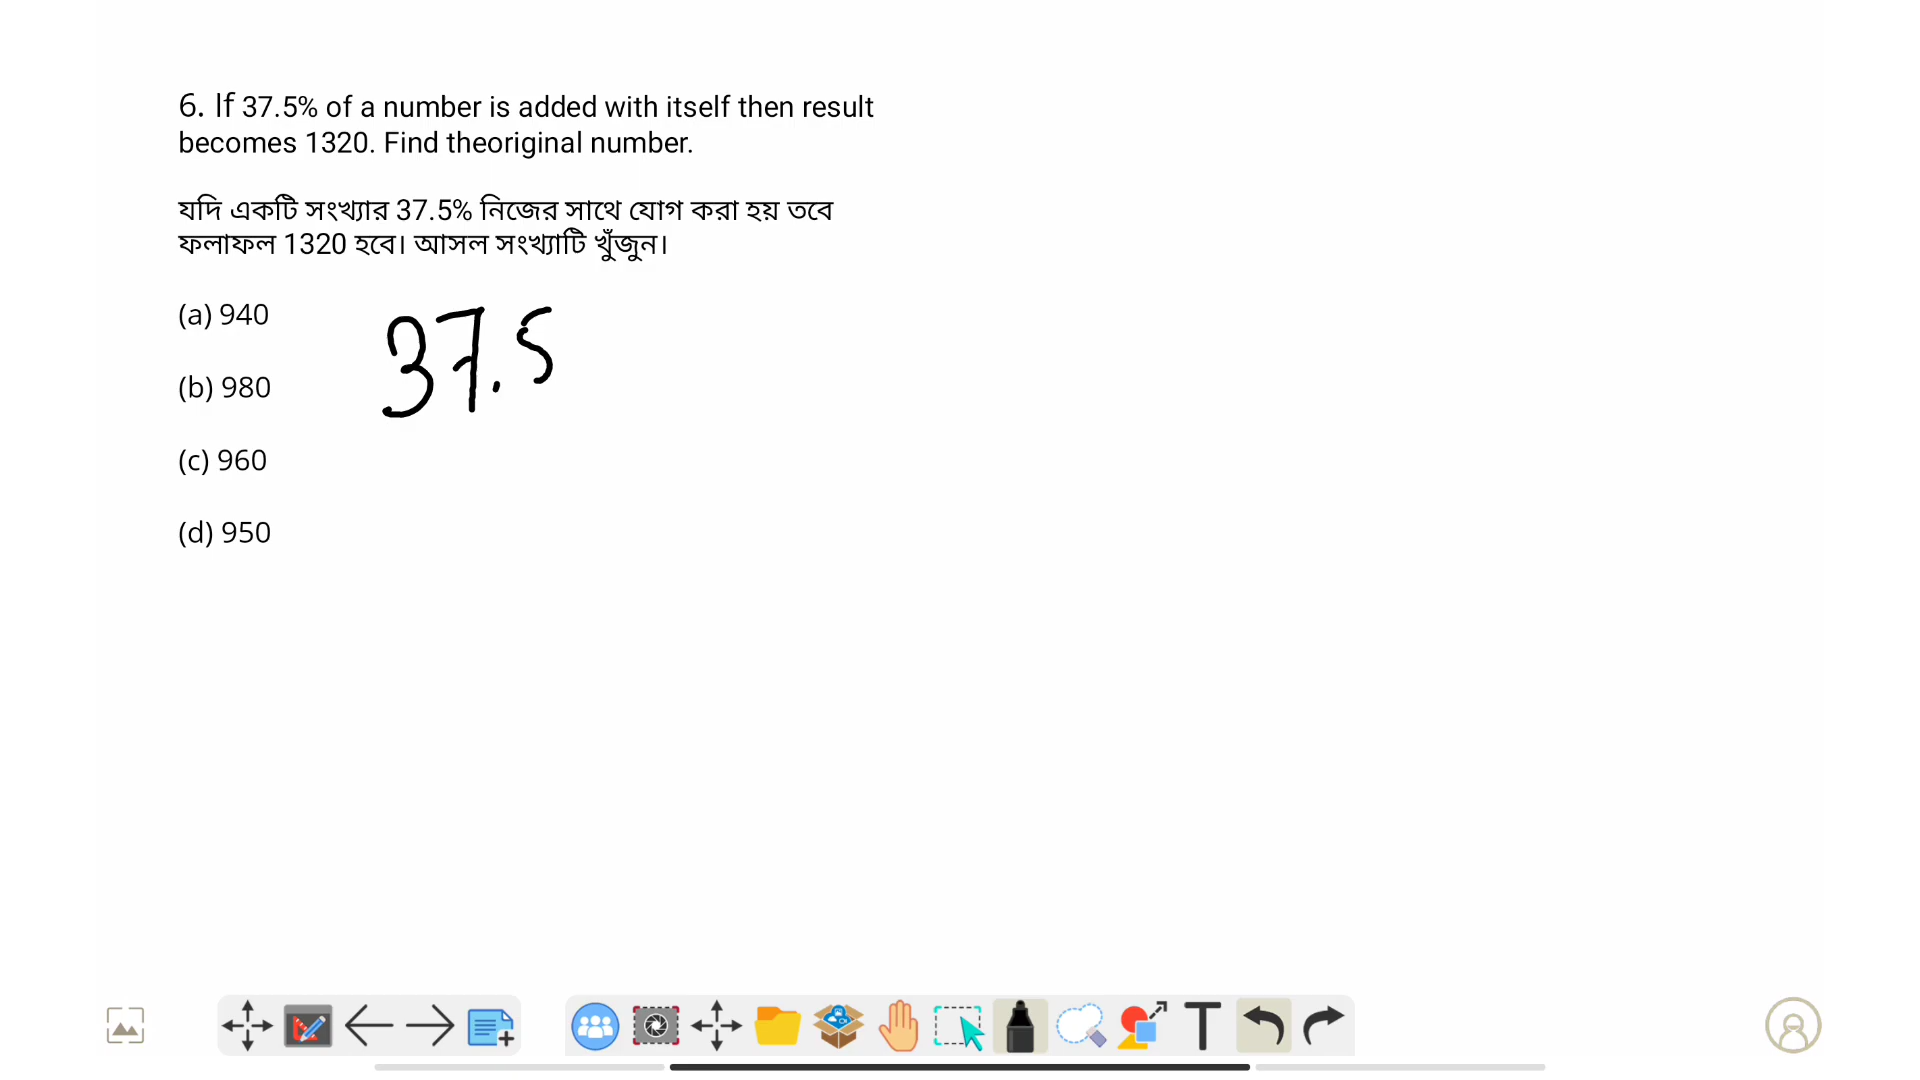 6. If 37.5% of a number is added with itself then result
becomes 1320. Find theoriginal number.
যদি একটি সংখ্যার 37.5% নিজের সাথে যোগ করা হয় তবে
ফলাফল 1320 হবে। আসল সংখ্যাটি খুঁজুন।
(a) 940
37.5
(b) 980
(c) 960
(d) 950